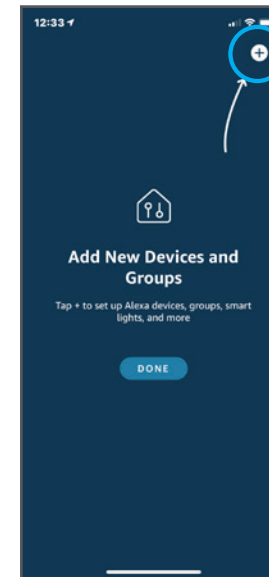 12:33
Add New Devices and
Groups
Tap + to set up Alexa devices, groups, smart
lights, and more
DONE